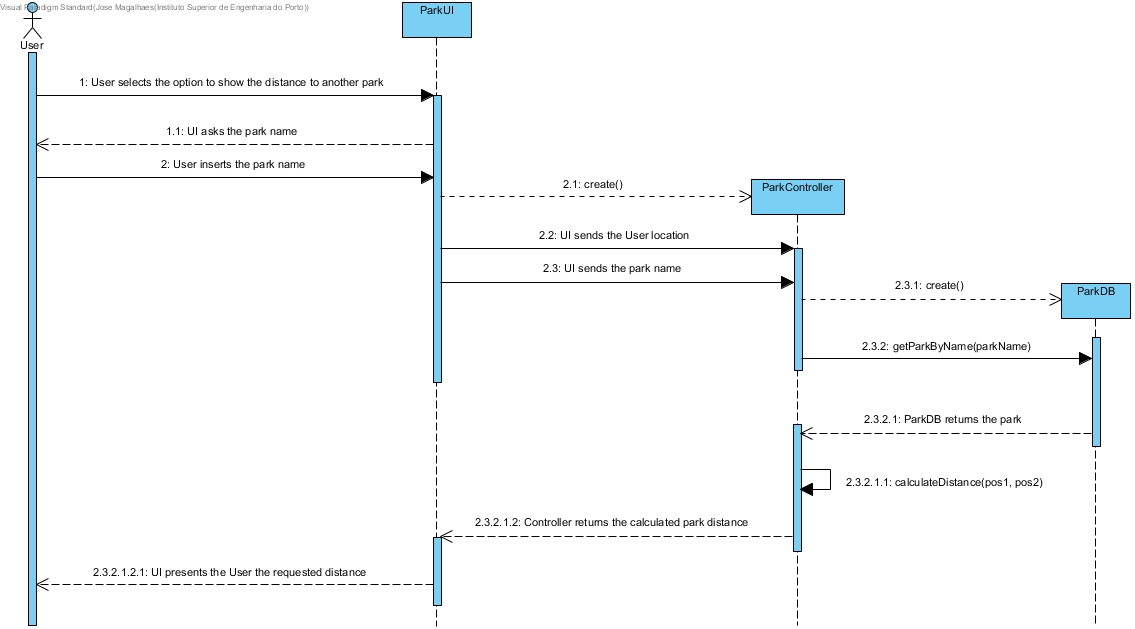 Visual Paradigm Standard(Jose Magalhaes(Instituto Superior de Engenharia do Porto))
ParkUI
User
1: User selects the option to show the distance to another park
1.1: UI asks the park name
2: User inserts the park name
2.1: create()
ParkController
2.2: UI sends the User location
2.3: UI sends the park name
2.3.1: create()
ParkDB
2.3.2: getParkByName(parkName)
2.3.2.1: ParkDB returns the park
2.3.2.1.1: calculateDistance(pos1, pos2)
2.3.2.1.2: Controller returns the calculated park distance
2.3.2.1.2.1: UI presents the User the requested distance